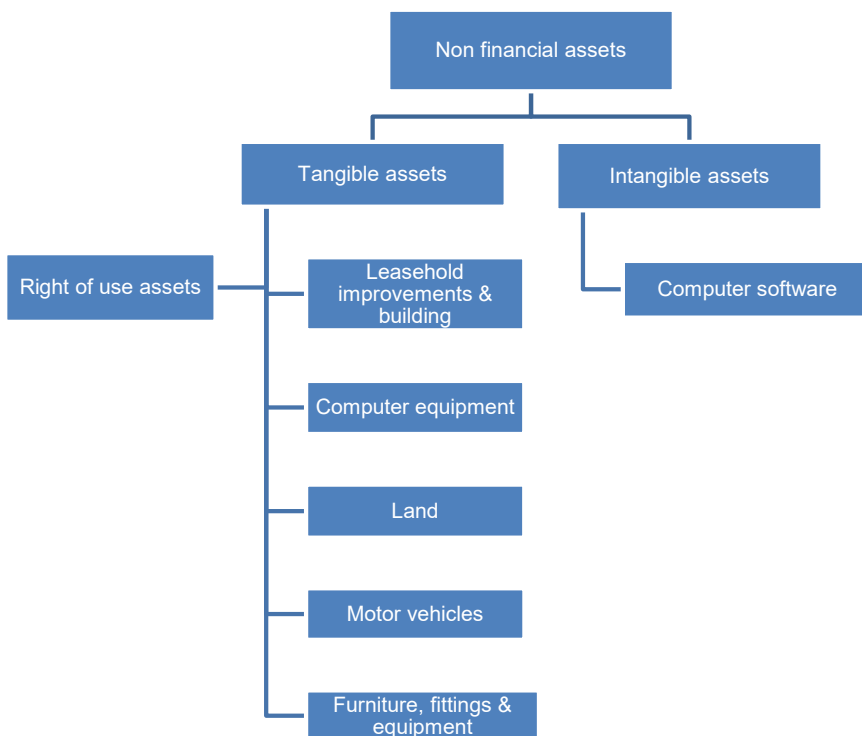 Non financial assets
Tangible assets
Intangible assets
Right of use assets
Leasehold
improvements &
building
Computer software
Computer equipment
Land
Motor vehicles
Furniture, fittings &
equipment